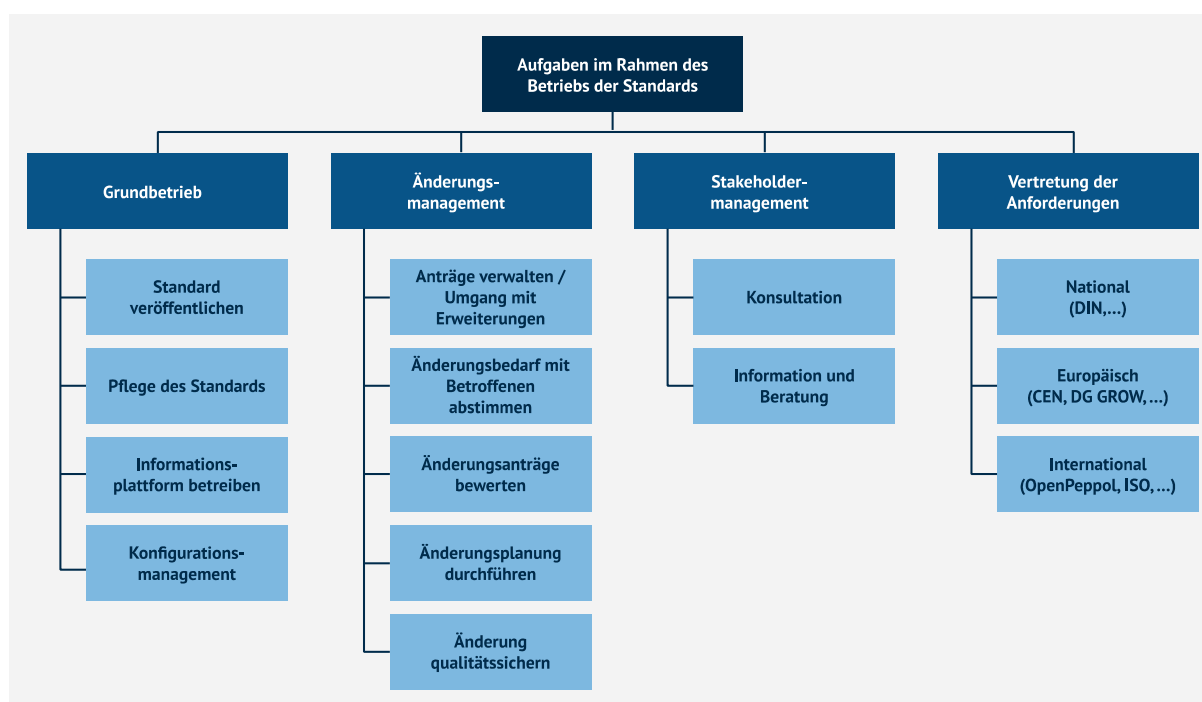 Aufgaben im Rahmen des
Betriebs der Standards
Grundbetrieb
Standard
veröffentlichen
Pflege des Standards
Informations-
plattform betreiben
Konfigurations-
management
Änderungs-
management
Anträge verwalten /
Umgang mit
Erweiterungen
Änderungsbedarf mit
Betroffenen
abstimmen
Änderungsanträge
bewerten
Änderungsplanung
durchführen
Änderung
qualitätssichern
Stakeholder-
management
Konsultation
Information und
Beratung
Vertretung der
Anforderungen
National
(DIN,...)
Europäisch
(CEN, DG GROW, ...)
International
(OpenPeppol, ISO, ...)